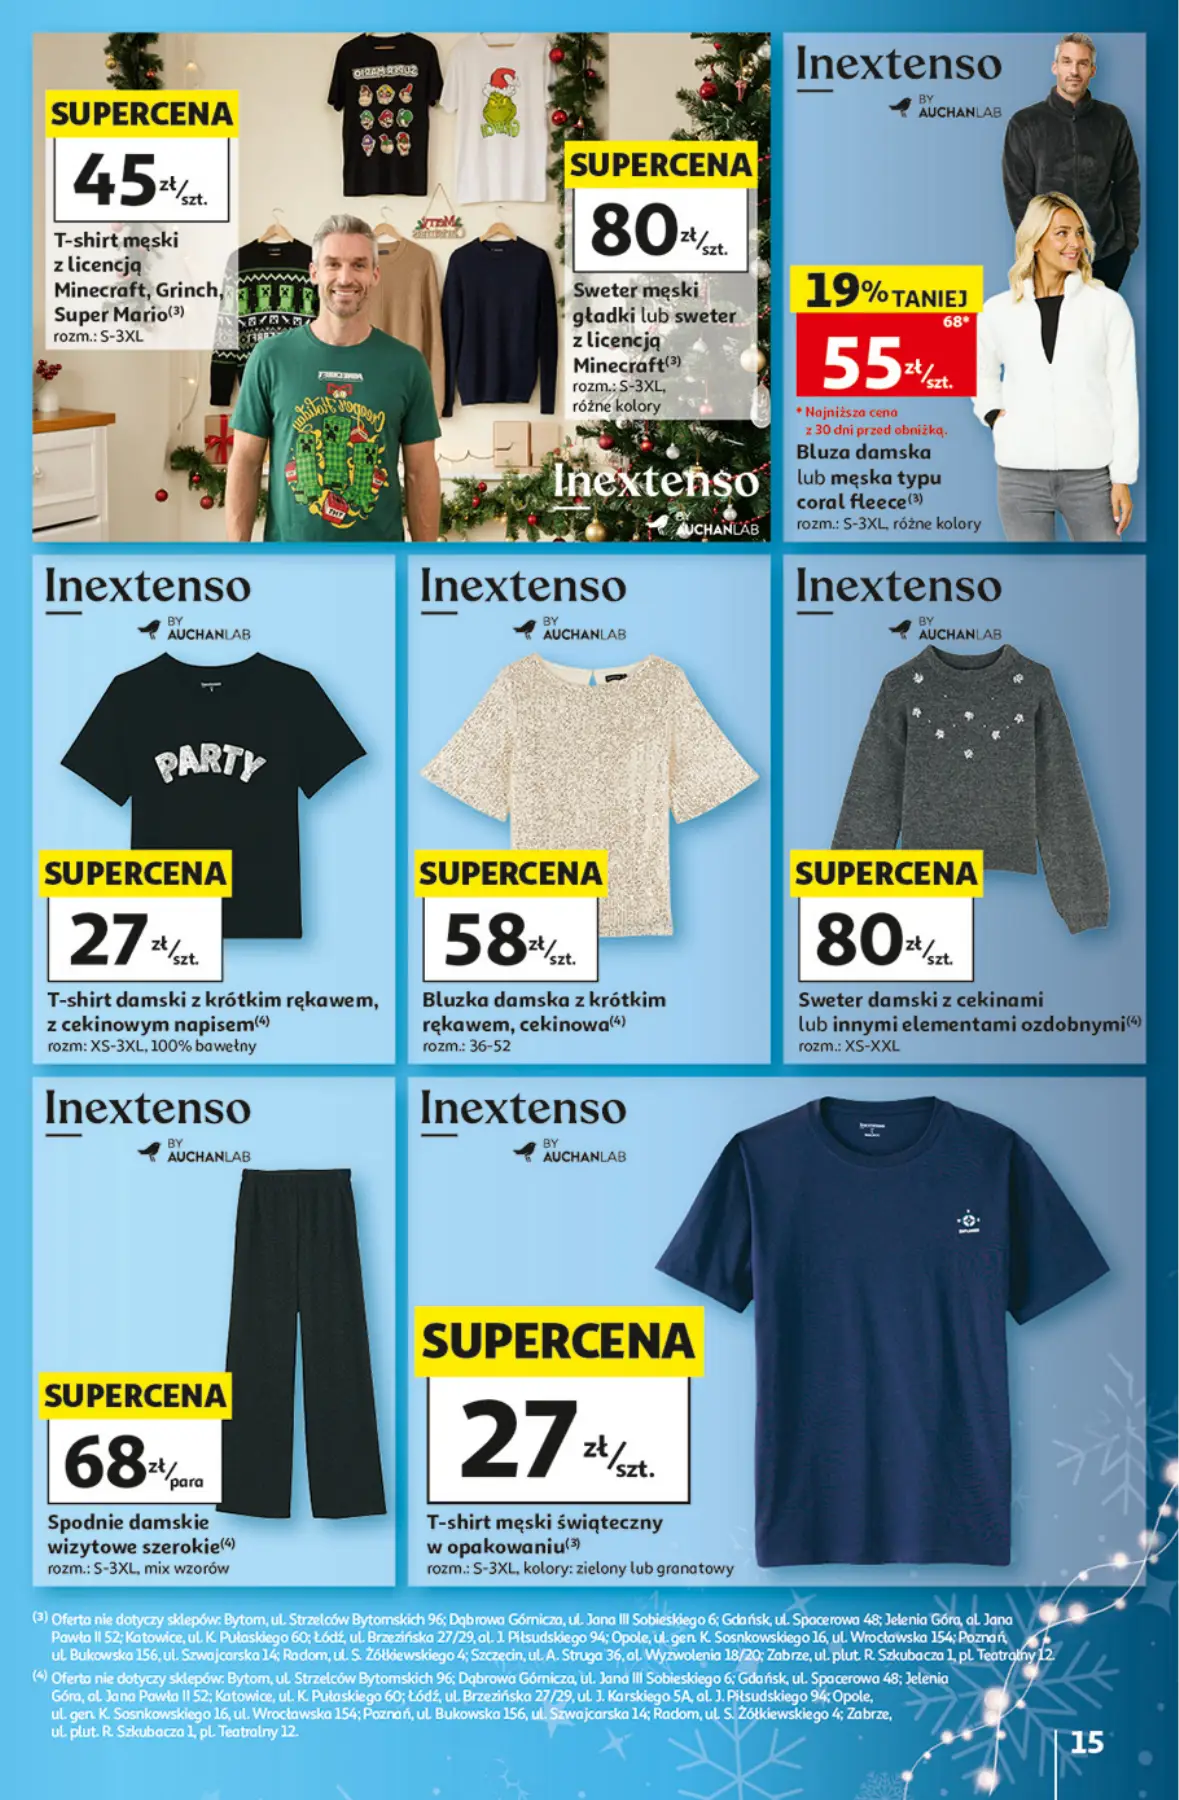 SUPERCENA
45 zł/szt.
T-shirt męski
z licencją
Minecraft, Grinch,
Super Mario(3)
rozm.: S-3XL
SUPER MARIO
SUPERCENA
80 zł/szt.
Sweter męski
gładki lub sweter
z licencją
Minecraft(3)
rozm.: S-3XL,
różne kolory
MINECRAFT
Creeper Holiday
TNT
Inextenso
BY
AUCHANLAB
Inextenso
BY
AUCHANLAB
19% TANIEJ
68*
55 zł/szt.
* Najniższa cena
z 30 dni przed obniżką.
Bluza damska
lub męska typu
coral fleece(3)
rozm.: S-3XL, różne kolory
Inextenso
BY
AUCHANLAB
PARTY
SUPERCENA
27 zł/szt.
T-shirt damski z krótkim rękawem,
z cekinowym napisem(4)
rozm: XS-3XL, 100% bawełny
Inextenso
BY
AUCHANLAB
SUPERCENA
58 zł/szt.
Bluzka damska z krótkim
rękawem, cekinowa(4)
rozm.: 36-52
Inextenso
BY
AUCHANLAB
SUPERCENA
80 zł/szt.
Sweter damski z cekinami
lub innymi elementami ozdobnymi(4)
rozm.: XS-XXL
Inextenso
BY
AUCHANLAB
SUPERCENA
68 zł/para
Spodnie damskie
wizytowe szerokie(4)
rozm.: S-3XL, mix wzorów
Inextenso
BY
AUCHANLAB
Inextenso
EXPLORER
SUPERCENA
27 zł/szt.
T-shirt męski świąteczny
w opakowaniu(3)
rozm.: S-3XL, kolory: zielony lub granatowy
(3) Oferta nie dotyczy sklepów: Bytom, ul. Strzelców Bytomskich 96; Dąbrowa Górnicza, ul. Jana III Sobieskiego 6; Gdańsk, ul. Spacerowa 48; Jelenia Góra, al. Jana
Pawła II 52; Katowice, ul. K. Pułaskiego 60; Łódź, ul. Brzezińska 27/29, al. J. Piłsudskiego 94; Opole, ul. gen. K. Sosnkowskiego 16, ul. Wrocławska 154; Poznań,
ul. Bukowska 156, ul. Szwajcarska 14; Radom, ul. S. Żółkiewskiego 4; Szczecin, ul. A. Struga 36, al. Wyzwolenia 18/20; Zabrze, ul. plut. R. Szkubacza 1, pl. Teatralny 12.
(4) Oferta nie dotyczy sklepów: Bytom, ul. Strzelców Bytomskich 96; Dąbrowa Górnicza, ul. Jana III Sobieskiego 6; Gdańsk, ul. Spacerowa 48; Jelenia
Góra, al. Jana Pawła II 52; Katowice, ul. K. Pułaskiego 60; Łódź, ul. Brzezińska 27/29, ul. J. Karskiego 5A, al. J. Piłsudskiego 94; Opole,
ul. gen. K. Sosnkowskiego 16, ul. Wrocławska 154; Poznań, ul. Bukowska 156, ul. Szwajcarska 14; Radom, ul. S. Żółkiewskiego 4; Zabrze,
ul. plut. R. Szkubacza 1, pl. Teatralny 12.
15